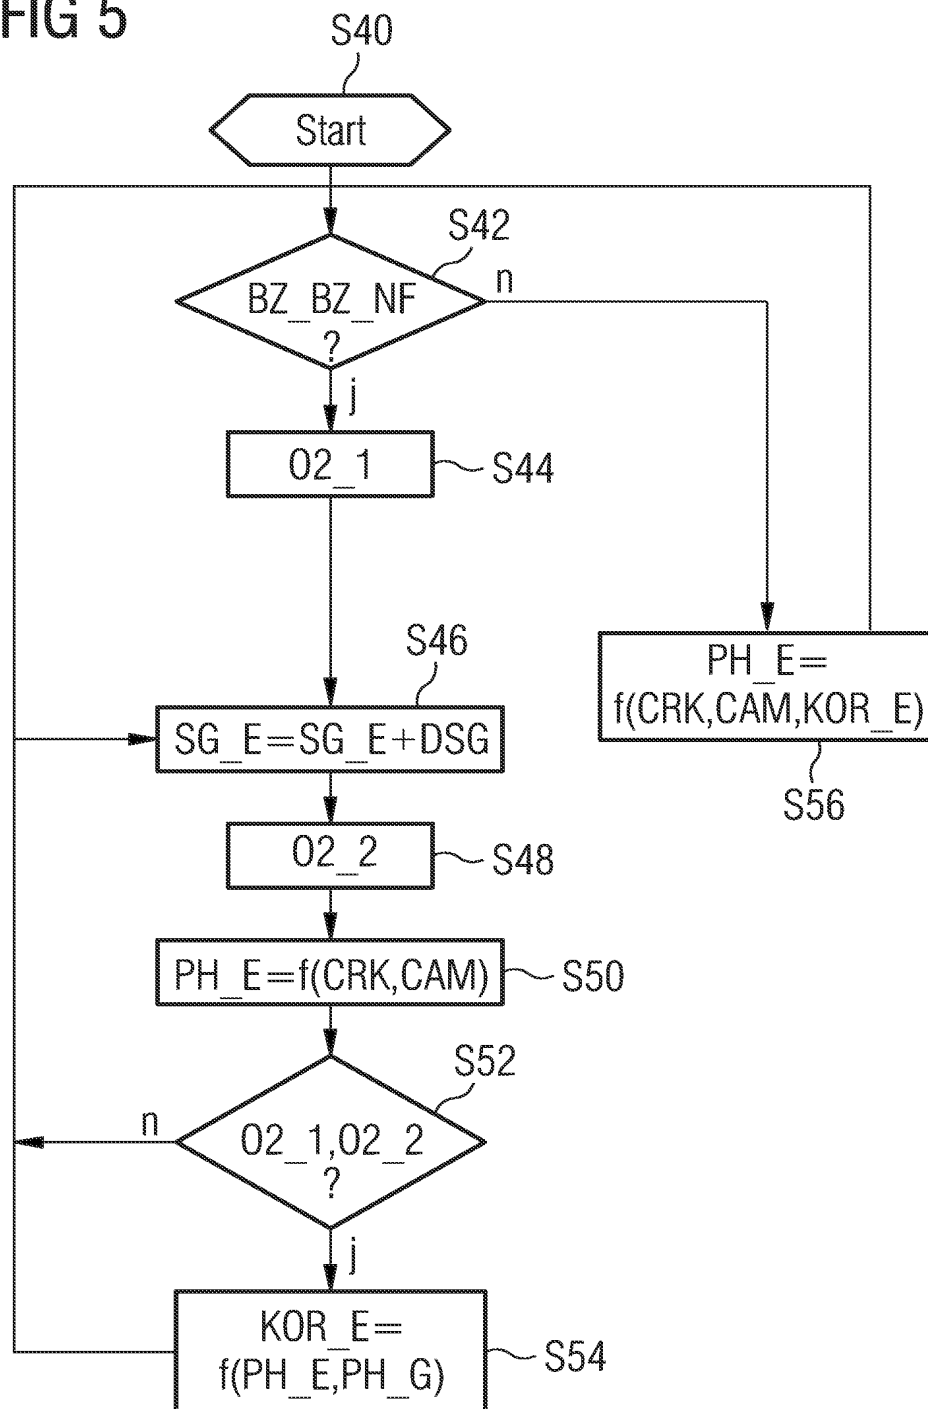 FIG 5
S40
Start
S42
BZ_BZ_NF
?
n
j
O2_1
S44
S46
SG_E=SG_E+DSG
PH_E=
f(CRK,CAM,KOR_E)
S56
O2_2
S48
PH_E=f(CRK,CAM)
S50
S52
O2_1,O2_2
?
n
j
KOR_E=
f(PH_E,PH_G)
S54